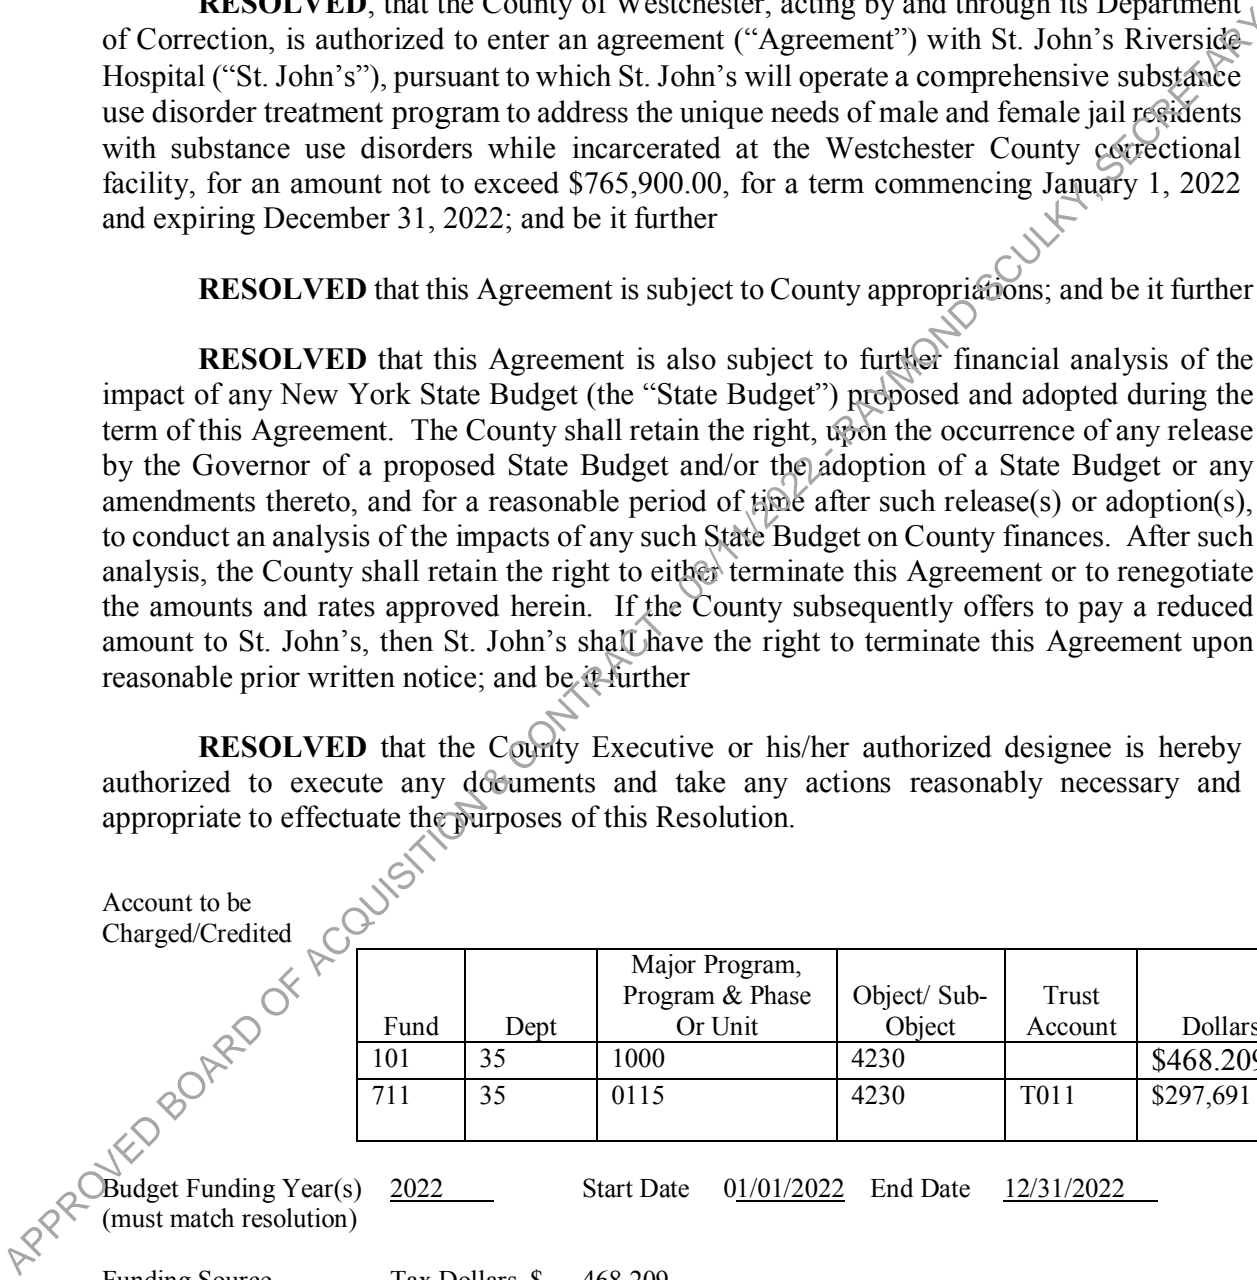 RESOLVED, that the County of Westchester, acting by and through its Department
of Correction, is authorized to enter an agreement (“Agreement”) with St. John’s Riverside
Hospital (“St. John’s”), pursuant to which St. John’s will operate a comprehensive substance
use disorder treatment program to address the unique needs of male and female jail residents
with substance use disorders while incarcerated at the Westchester County correctional
facility, for an amount not to exceed $765,900.00, for a term commencing January 1, 2022
and expiring December 31, 2022; and be it further
RESOLVED that this Agreement is subject to County appropriations; and be it further
RESOLVED that this Agreement is also subject to further financial analysis of the
impact of any New York State Budget (the “State Budget”) proposed and adopted during the
term of this Agreement. The County shall retain the right, upon the occurrence of any release
by the Governor of a proposed State Budget and/or the adoption of a State Budget or any
amendments thereto, and for a reasonable period of time after such release(s) or adoption(s),
to conduct an analysis of the impacts of any such State Budget on County finances. After such
analysis, the County shall retain the right to either terminate this Agreement or to renegotiate
the amounts and rates approved herein. If the County subsequently offers to pay a reduced
amount to St. John’s, then St. John’s shall have the right to terminate this Agreement upon
reasonable prior written notice; and be it further
RESOLVED that the County Executive or his/her authorized designee is hereby
authorized to execute any documents and take any actions reasonably necessary and
appropriate to effectuate the purposes of this Resolution.
Account to be
Charged/Credited
Fund Dept Major Program, Program & Phase Or Unit Object/ Sub-Object Trust Account Dollars
101 35 1000 4230 $468.209
711 35 0115 4230 T011 $297,691
Budget Funding Year(s) 2022 Start Date 01/01/2022 End Date 12/31/2022
(must match resolution)
Funding Source Tax Dollars $ 468,209
APPROVED BOARD OF ACQUISITION & CONTRACT - 08/11/2022 - RAYMOND SCULKY, SECRETARY